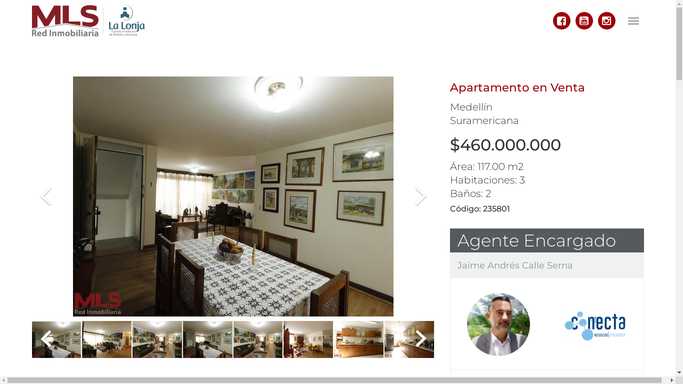 MLS
Red Inmobiliaria
La Lonja
Apartamento en Venta
Medellín
Suramericana
$460.000.000
Área: 117.00 m2
Habitaciones: 3
Baños: 2
Código: 235801
Agente Encargado
Jaime Andrés Calle Serna
MLS
Red Inmobiliaria
conecta